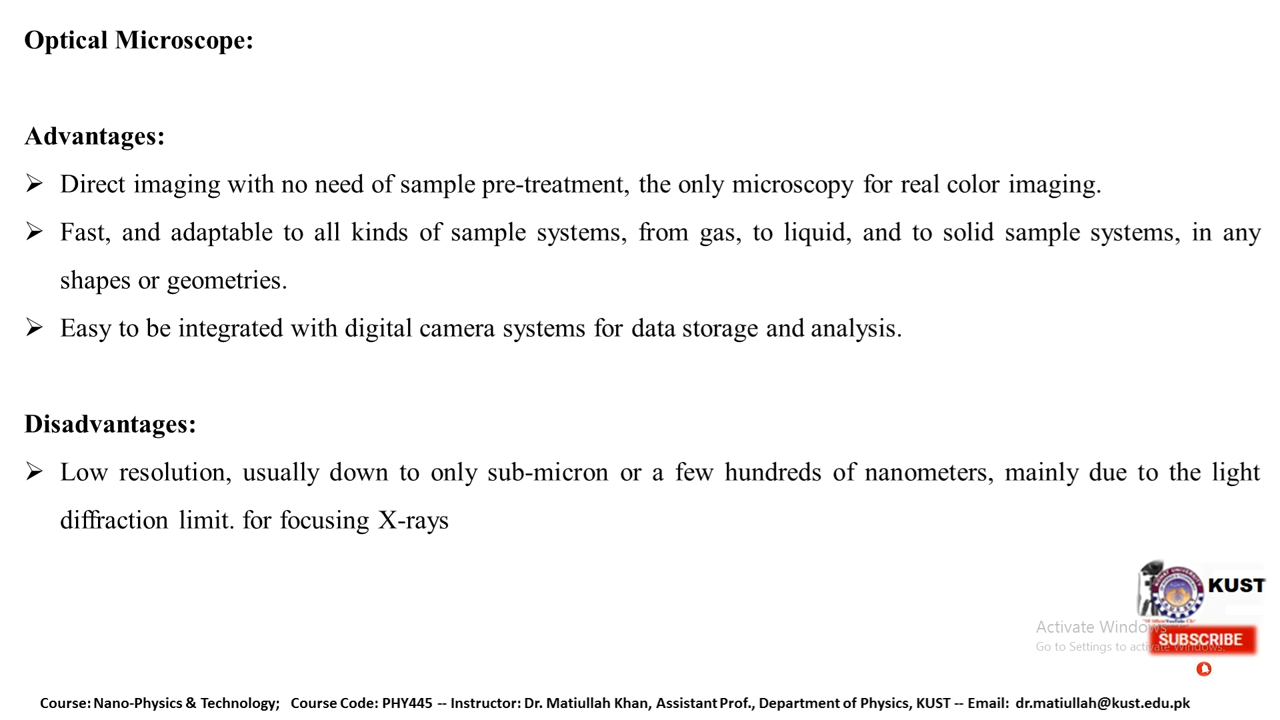 Optical Microscope:
Advantages:
➢ Direct imaging with no need of sample pre-treatment, the only microscopy for real color imaging.
➢ Fast, and adaptable to all kinds of sample systems, from gas, to liquid, and to solid sample systems, in any
shapes or geometries.
➢ Easy to be integrated with digital camera systems for data storage and analysis.
Disadvantages:
➢ Low resolution, usually down to only sub-micron or a few hundreds of nanometers, mainly due to the light
diffraction limit. for focusing X-rays
KUST
Activate Windows
SUBSCRIBE
Go to Settings to activate Windows.
Course: Nano-Physics & Technology; Course Code: PHY445 -- Instructor: Dr. Matiullah Khan, Assistant Prof., Department of Physics, KUST -- Email: dr.matiullah@kust.edu.pk